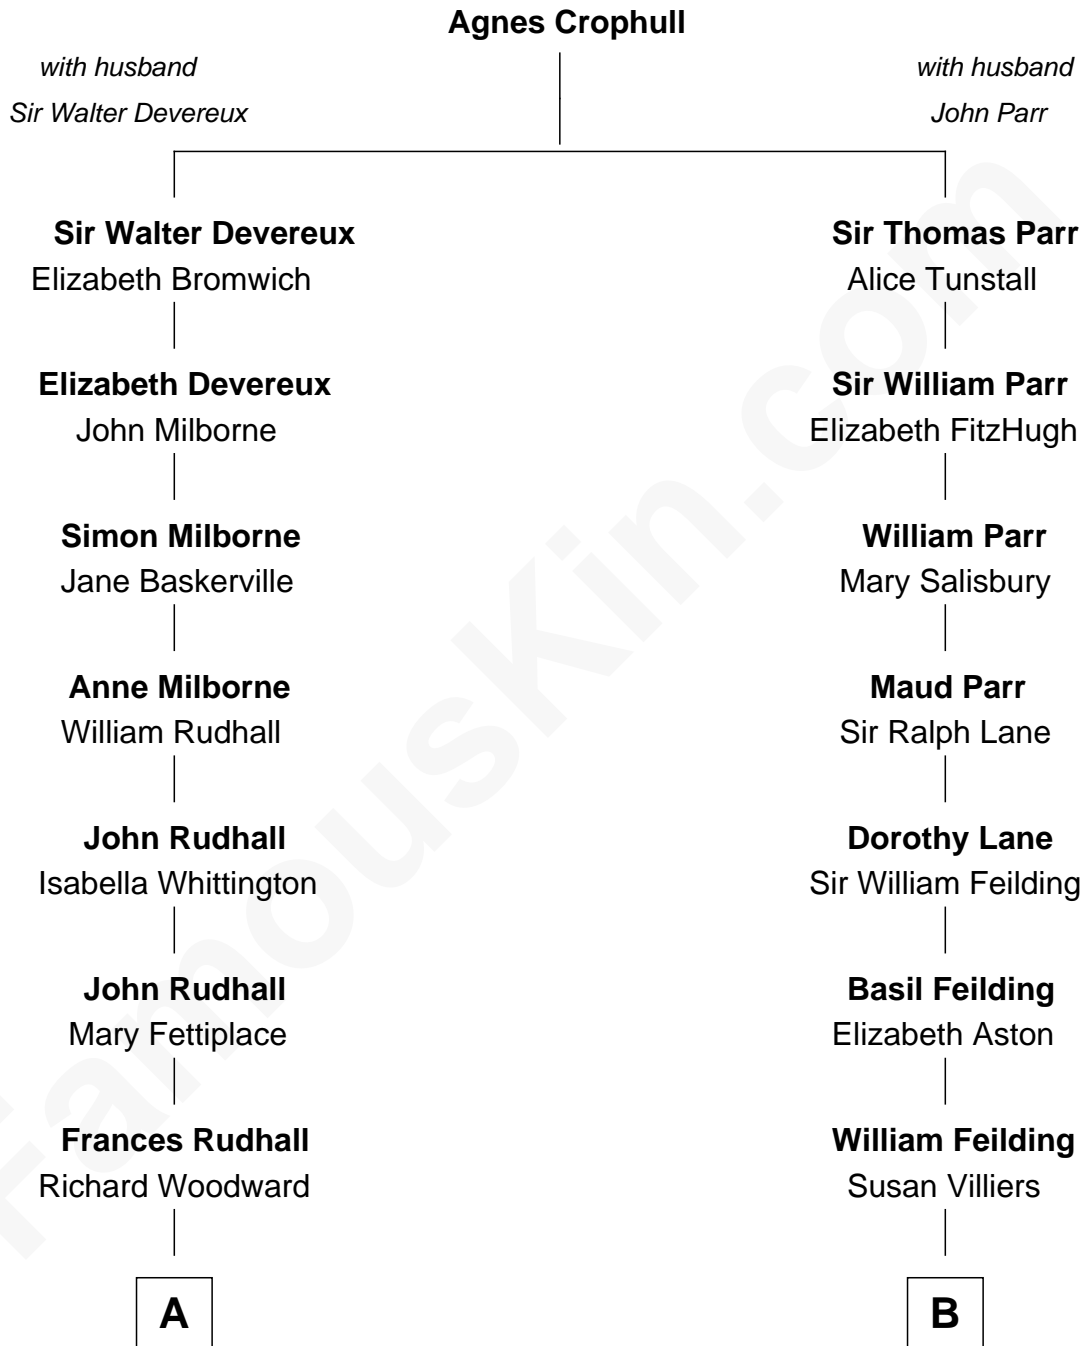 Agnes Crophull
with husband
Sir Walter Devereux
with husband
John Parr
Sir Walter Devereux
Elizabeth Bromwich
Elizabeth Devereux
John Milborne
Simon Milborne
Jane Baskerville
Anne Milborne
William Rudhall
John Rudhall
Isabella Whittington
John Rudhall
Mary Fettiplace
Frances Rudhall
Richard Woodward
A
Sir Thomas Parr
Alice Tunstall
Sir William Parr
Elizabeth FitzHugh
William Parr
Mary Salisbury
Maud Parr
Sir Ralph Lane
Dorothy Lane
Sir William Feilding
Basil Feilding
Elizabeth Aston
William Feilding
Susan Villiers
B
FamousKin.com